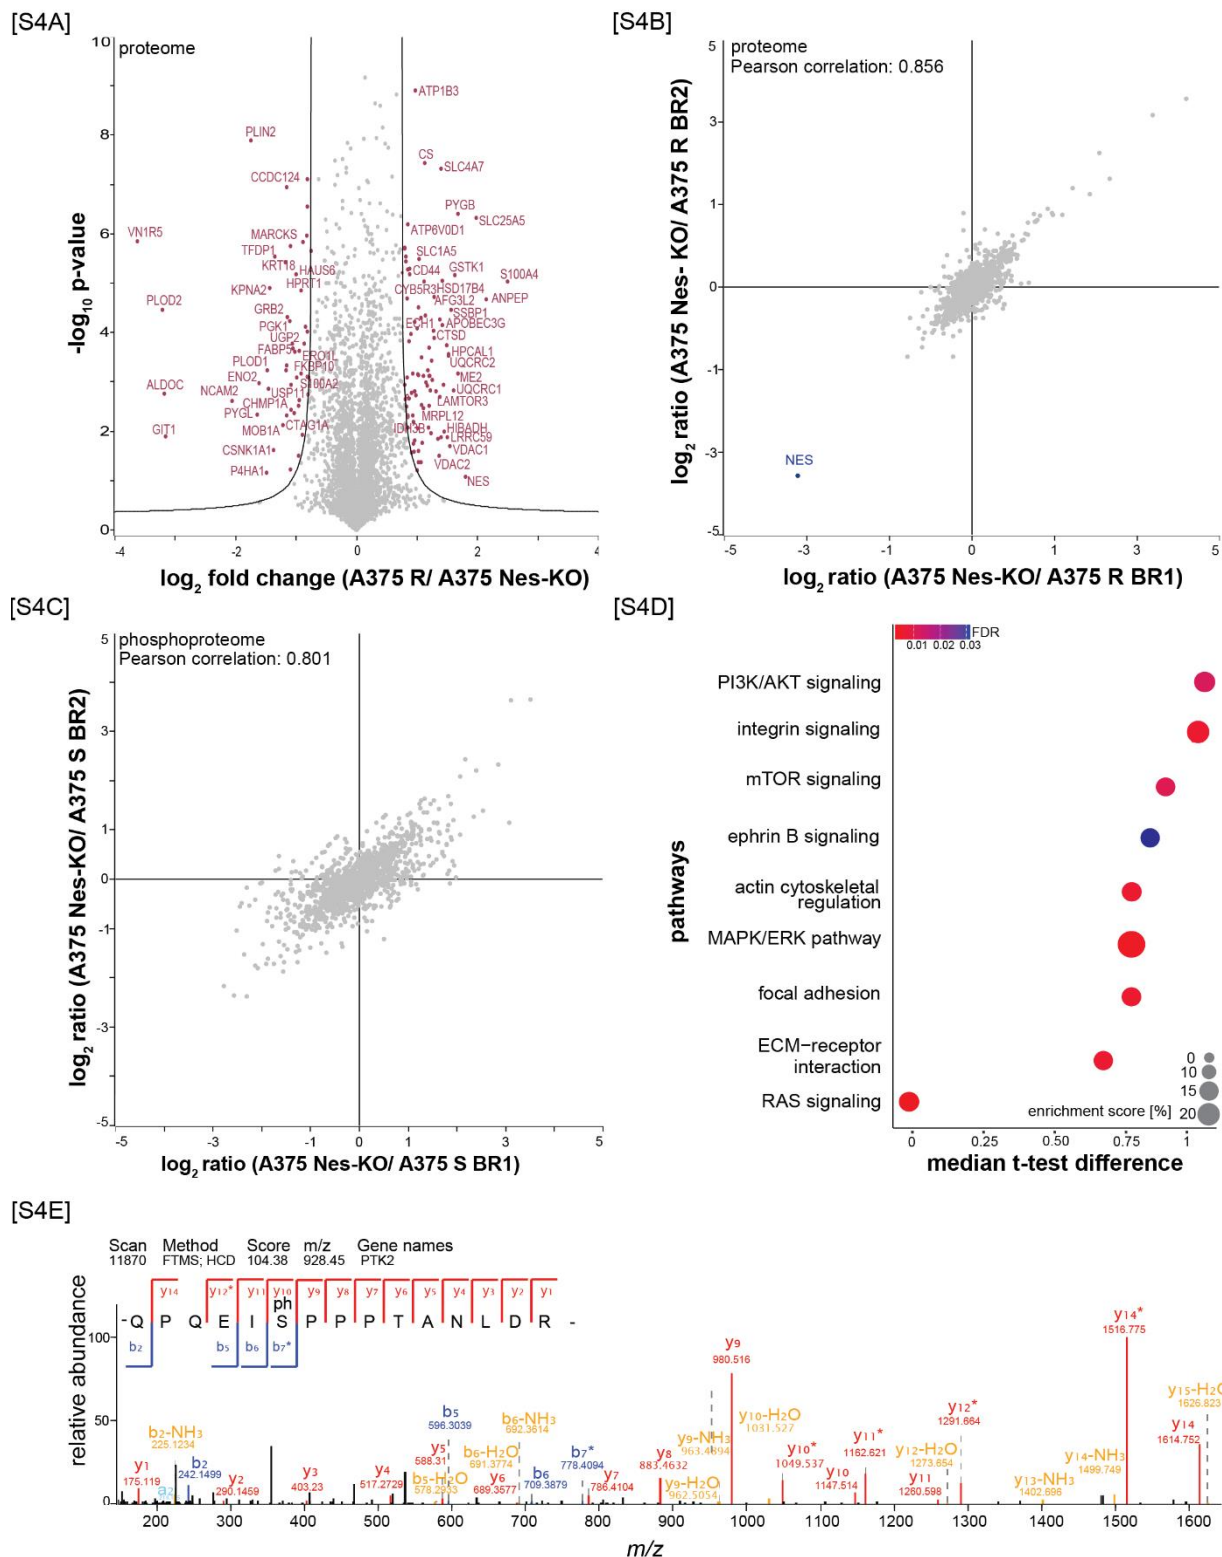 [S4A]
proteome
10
8
6
4
2
0
-4
-2
0
2
4
-log10 p-value
log2 fold change (A375 R/ A375 Nes-KO)
ATP1B3
PLIN2
CS
SLC4A7
CCDC124
PYGB
SLC25A5
VN1R5
MARCKS
ATP6V0D1
TFDP1
SLC1A5
KRT18
HAUS6
CD44
GSTK1
S100A4
KPNA2
HPRT1
CYB5R3
HSD17B4
PLOD2
AFG3L2
ANPEP
GRB2
SSBP1
PGK1
ECH1
APOBEC3G
UGP2
CTSD
FABP5
ERO1L
HPCAL1
PLOD1
FKBP10
UQCRC2
ENO2
S100A2
ME2
ALDOC
NCAM2
USP11
UQCRC1
CHMP1A
LAMTOR3
PYGL
MRPL12
GIT1
MOB1A
CTAG1A
IDH3B
HIBADH
LRRC59
CSNK1A1
VDAC1
P4HA1
VDAC2
NES
[S4B]
proteome
Pearson correlation: 0.856
5
3
1
0
-1
-3
-5
NES
-5
-3
-1
0
1
3
5
log2 ratio (A375 Nes- KO/ A375 R BR2)
log2 ratio (A375 Nes-KO/ A375 R BR1)
[S4C]
phosphoproteome
Pearson correlation: 0.801
5
3
1
0
-1
-3
-5
-5
-3
-1
0
1
3
5
log2 ratio (A375 Nes-KO/ A375 S BR2)
log2 ratio (A375 Nes-KO/ A375 S BR1)
[S4D]
FDR
0.01 0.02 0.03
pathways
PI3K/AKT signaling
integrin signaling
mTOR signaling
ephrin B signaling
actin cytoskeletal
regulation
MAPK/ERK pathway
focal adhesion
ECM−receptor
interaction
RAS signaling
0
10
15
enrichment score [%] 20
0
0.25
0.50
0.75
1
median t-test difference
[S4E]
Scan Method Score m/z Gene names
11870 FTMS; HCD 104.38 928.45 PTK2
y14 y12* y11 y10 y9 y8 y7 y6 y5 y4 y3 y2 y1
ph
-Q P Q E I S P P P T A N L D R -
b2 b5 b6 b7*
relative abundance
100
50
0
y14*
1516.775
y9
980.516
y15-H2O
1626.823
y12*
1291.664
y10-H2O
1031.527
b5
596.3039
b6-NH3
692.3614
b2-NH3
225.1234
y9-NH3
y11*
1162.621
y14
1614.752
y10*
1049.537
y12-H2O
1273.654
y14-NH3
1499.749
y5
588.31
b6-H2O
691.3774
b7*
778.4094
y8
883.4632
b2
242.1499
y1
175.119
y2
290.1459
y3
403.23
y4
517.2729
b5-H2O
y6
689.3577
b6
709.3879
y7
786.4104
y9-H2O
962.5054
y10
1147.514
y11
1260.598
y13-NH3
1402.696
200 300 400 500 600 700 800 900 1000 1100 1200 1300 1400 1500 1600
m/z